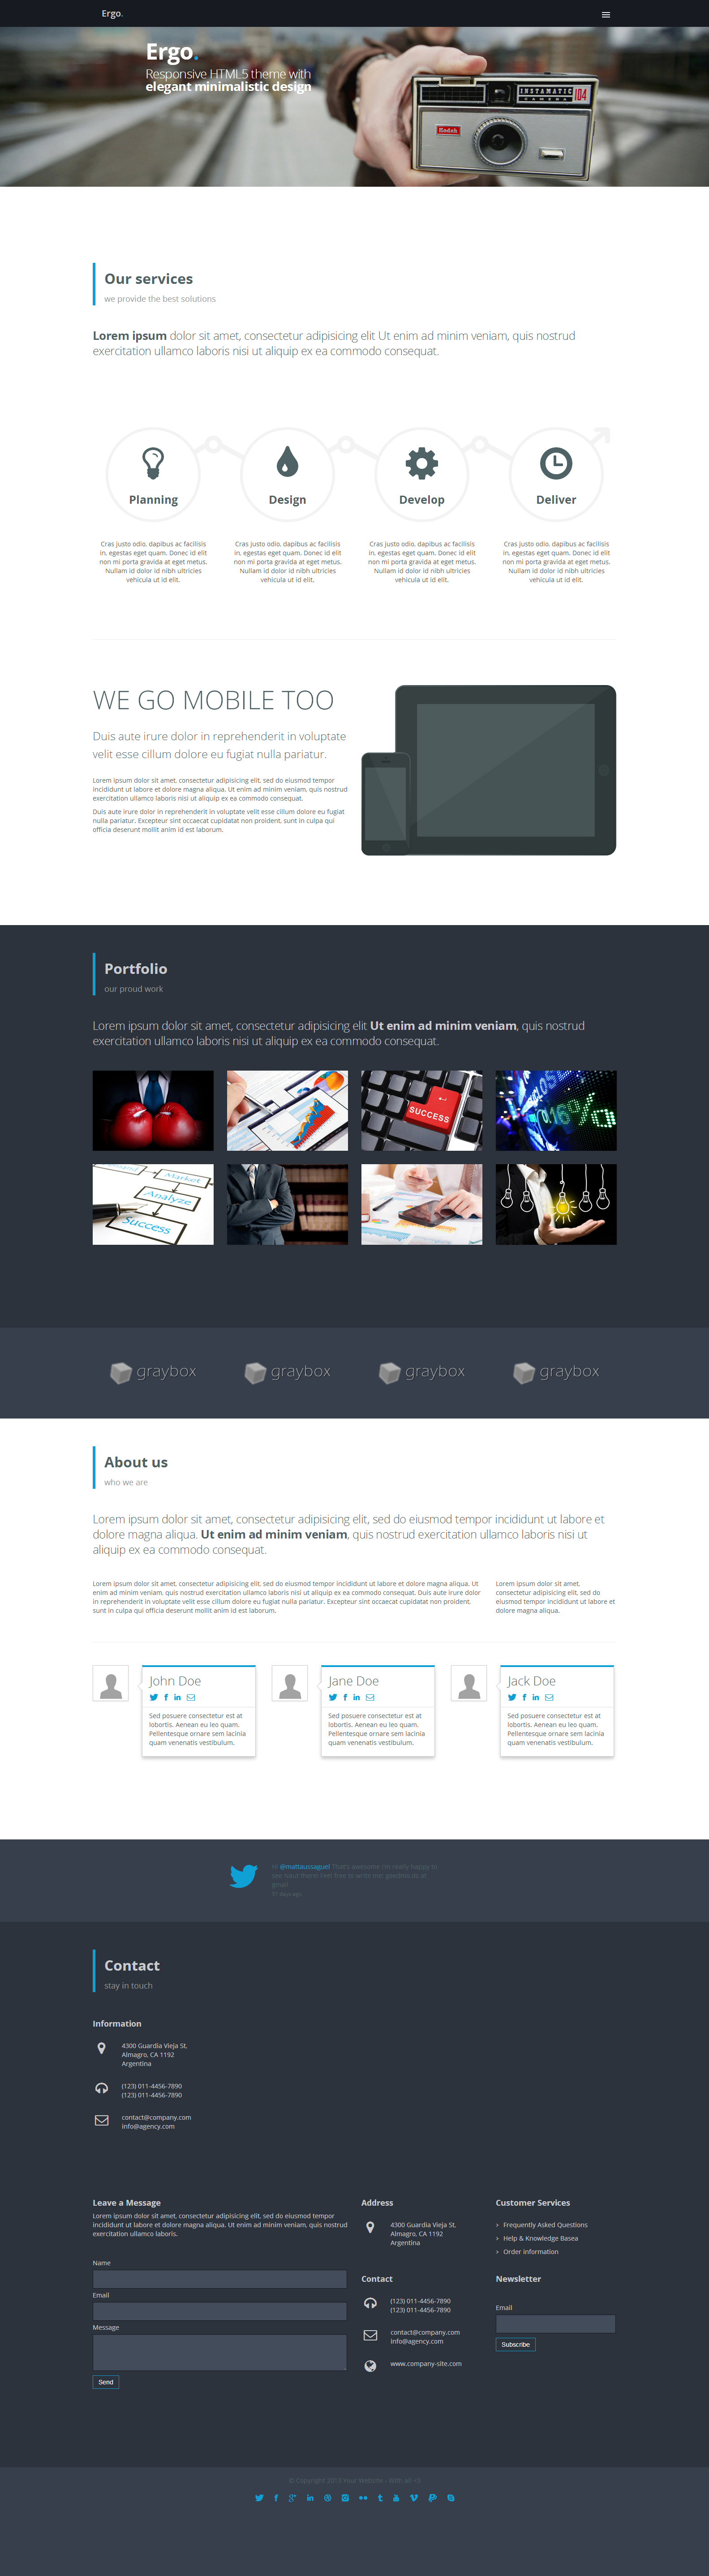 Ergo.
Ergo.
Responsive HTML5 theme with
elegant minimalistic design
INSTAMATIC
CAMERA
104
Kodak
Our services
we provide the best solutions
Lorem ipsum dolor sit amet, consectetur adipisicing elit Ut enim ad minim veniam, quis nostrud
exercitation ullamco laboris nisi ut aliquip ex ea commodo consequat.
Planning
Design
Develop
Deliver
Cras justo odio, dapibus ac facilisis
in, egestas eget quam. Donec id elit
non mi porta gravida at eget metus.
Nullam id dolor id nibh ultricies
vehicula ut id elit.
Cras justo odio, dapibus ac facilisis
in, egestas eget quam. Donec id elit
non mi porta gravida at eget metus.
Nullam id dolor id nibh ultricies
vehicula ut id elit.
Cras justo odio, dapibus ac facilisis
in, egestas eget quam. Donec id elit
non mi porta gravida at eget metus.
Nullam id dolor id nibh ultricies
vehicula ut id elit.
Cras justo odio, dapibus ac facilisis
in, egestas eget quam. Donec id elit
non mi porta gravida at eget metus.
Nullam id dolor id nibh ultricies
vehicula ut id elit.
WE GO MOBILE TOO
Duis aute irure dolor in reprehenderit in voluptate
velit esse cillum dolore eu fugiat nulla pariatur.
Lorem ipsum dolor sit amet, consectetur adipisicing elit, sed do eiusmod tempor
incididunt ut labore et dolore magna aliqua. Ut enim ad minim veniam, quis nostrud
exercitation ullamco laboris nisi ut aliquip ex ea commodo consequat.
Duis aute irure dolor in reprehenderit in voluptate velit esse cillum dolore eu fugiat
nulla pariatur. Excepteur sint occaecat cupidatat non proident, sunt in culpa qui
officia deserunt mollit anim id est laborum.
Portfolio
our proud work
Lorem ipsum dolor sit amet, consectetur adipisicing elit Ut enim ad minim veniam, quis nostrud
exercitation ullamco laboris nisi ut aliquip ex ea commodo consequat.
SUCCESS
Market
Analyze
Success
graybox
graybox
graybox
graybox
About us
who we are
Lorem ipsum dolor sit amet, consectetur adipisicing elit, sed do eiusmod tempor incididunt ut labore et
dolore magna aliqua. Ut enim ad minim veniam, quis nostrud exercitation ullamco laboris nisi ut
aliquip ex ea commodo consequat.
Lorem ipsum dolor sit amet, consectetur adipisicing elit, sed do eiusmod tempor incididunt ut labore et dolore magna aliqua. Ut
enim ad minim veniam, quis nostrud exercitation ullamco laboris nisi ut aliquip ex ea commodo consequat. Duis aute irure dolor
in reprehenderit in voluptate velit esse cillum dolore eu fugiat nulla pariatur. Excepteur sint occaecat cupidatat non proident,
sunt in culpa qui officia deserunt mollit anim id est laborum.
Lorem ipsum dolor sit amet,
consectetur adipisicing elit, sed do
eiusmod tempor incididunt ut labore et
dolore magna aliqua.
John Doe
Sed posuere consectetur est at
lobortis. Aenean eu leo quam.
Pellentesque ornare sem lacinia
quam venenatis vestibulum.
Jane Doe
Sed posuere consectetur est at
lobortis. Aenean eu leo quam.
Pellentesque ornare sem lacinia
quam venenatis vestibulum.
Jack Doe
Sed posuere consectetur est at
lobortis. Aenean eu leo quam.
Pellentesque ornare sem lacinia
quam venenatis vestibulum.
Hi @mattaussaguel That's awesome I'm really happy to
gmail
57 days ago
Contact
stay in touch
Information
4300 Guardia Vieja St,
Almagro, CA 1192
Argentina
(123) 011-4456-7890
(123) 011-4456-7890
contact@company.com
info@agency.com
Leave a Message
Lorem ipsum dolor sit amet, consectetur adipisicing elit, sed do eiusmod tempor
incididunt ut labore et dolore magna aliqua. Ut enim ad minim veniam, quis nostrud
exercitation ullamco laboris.
Name
Email
Message
Send
Address
4300 Guardia Vieja St,
Almagro, CA 1192
Argentina
Contact
(123) 011-4456-7890
(123) 011-4456-7890
contact@company.com
info@agency.com
www.company-site.com
Customer Services
> Frequently Asked Questions
> Help & Knowledge Basea
> Order information
Newsletter
Email
Subscribe
© Copyright 2013 Your Website